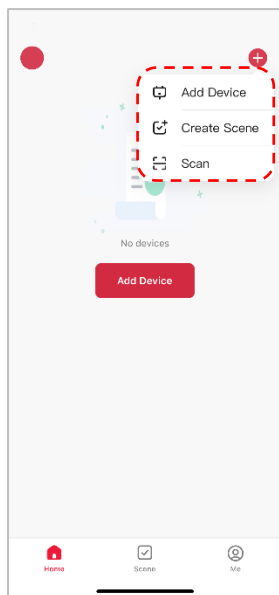 Add Device
Create Scene
Scan
No devices
Add Device
Home
Scene
Me